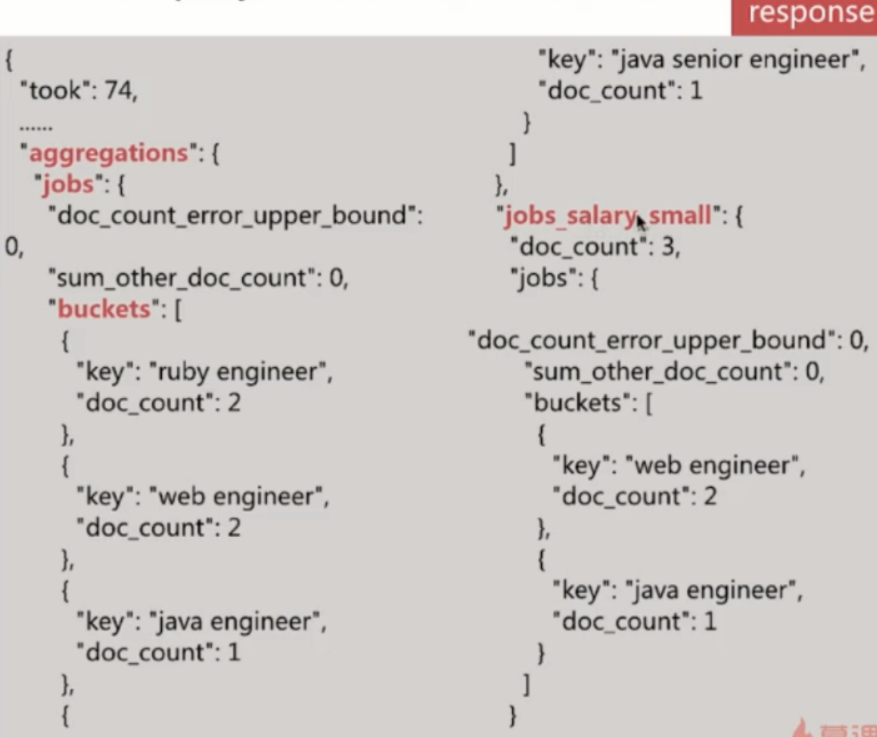 response
{
"took": 74,
......
"aggregations": {
"jobs": {
"doc_count_error_upper_bound":
0,
"sum_other_doc_count": 0,
"buckets": [
{
"key": "ruby engineer",
"doc_count": 2
},
{
"key": "web engineer",
"doc_count": 2
},
{
"key": "java engineer",
"doc_count": 1
},
{
"key": "java senior engineer",
"doc_count": 1
}
]
},
"jobs_salary_small": {
"doc_count": 3,
"jobs": {
"doc_count_error_upper_bound": 0,
"sum_other_doc_count": 0,
"buckets": [
{
"key": "web engineer",
"doc_count": 2
},
{
"key": "java engineer",
"doc_count": 1
}
]
}